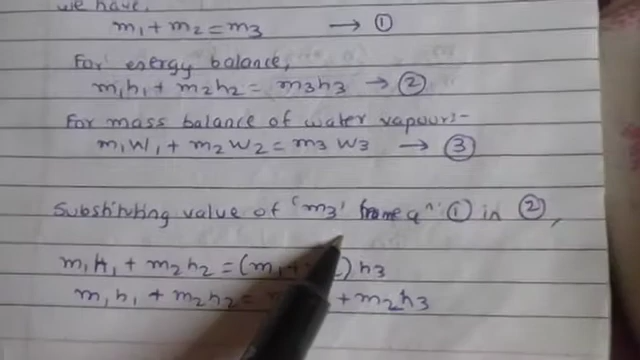 we have,
m1 + m2 = m3 → ①
For energy balance,
m1h1 + m2h2 = m3h3 → ②
For mass balance of water vapour:-
m1W1 + m2W2 = m3W3 → ③
Substituting value of 'm3' from eqn. ① in ②,
m1h1 + m2h2 = (m1 + )h3
m1h1 + m2h2 = + m2h3